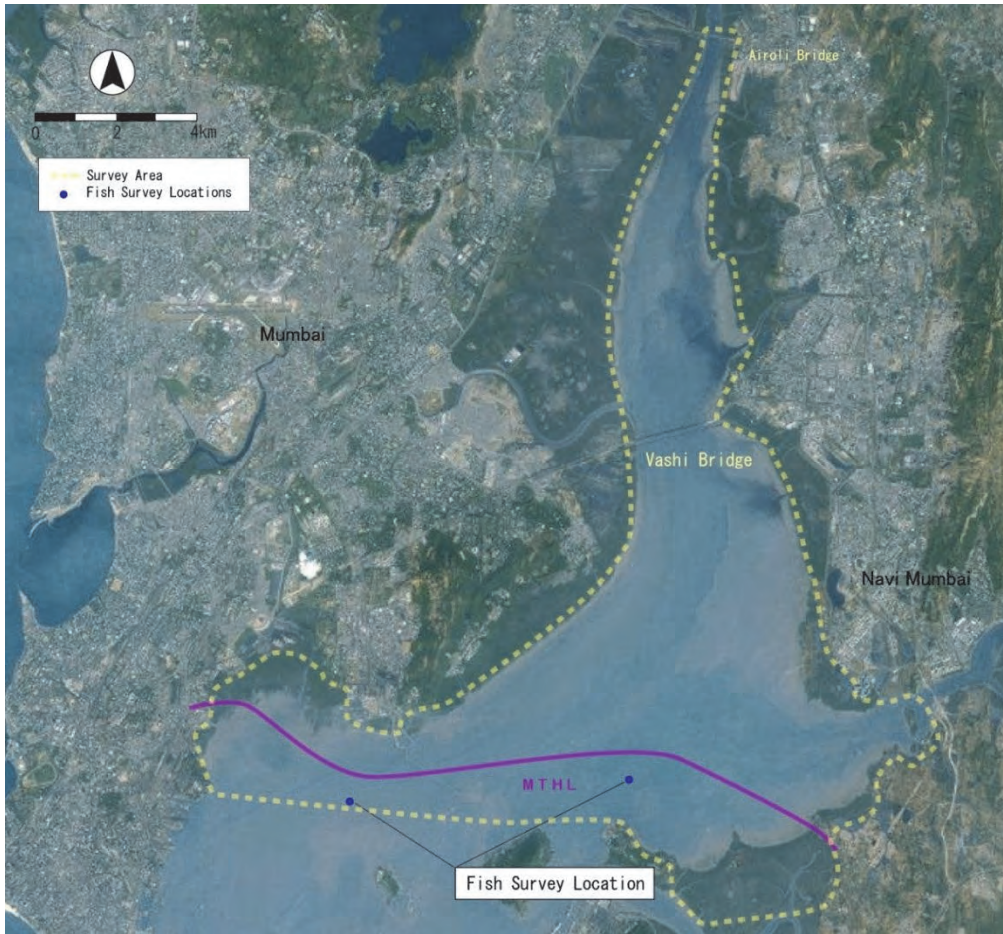 Airoli Bridge
0 2 4km
Survey Area
Fish Survey Locations
Mumbai
Vashi Bridge
Navi Mumbai
MTHL
Fish Survey Location